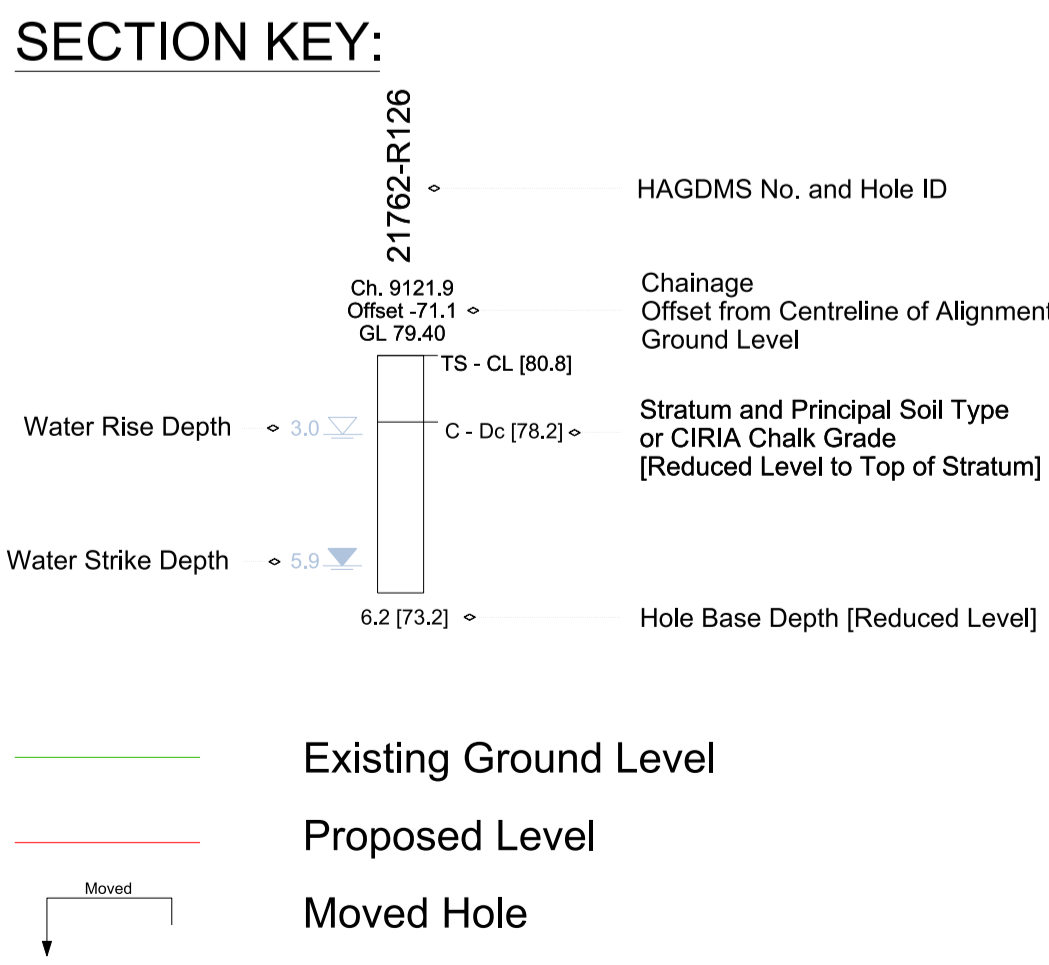 SECTION KEY:
21762-R126
HAGDMS No. and Hole ID
Ch. 9121.9
Offset -71.1
GL 79.40
Chainage
Offset from Centreline of Alignment
Ground Level
TS - CL [80.8]
Water Rise Depth
3.0
C - Dc [78.2]
Stratum and Principal Soil Type
or CIRIA Chalk Grade
[Reduced Level to Top of Stratum]
Water Strike Depth
5.9
6.2 [73.2]
Hole Base Depth [Reduced Level]
Existing Ground Level
Proposed Level
Moved
Moved Hole